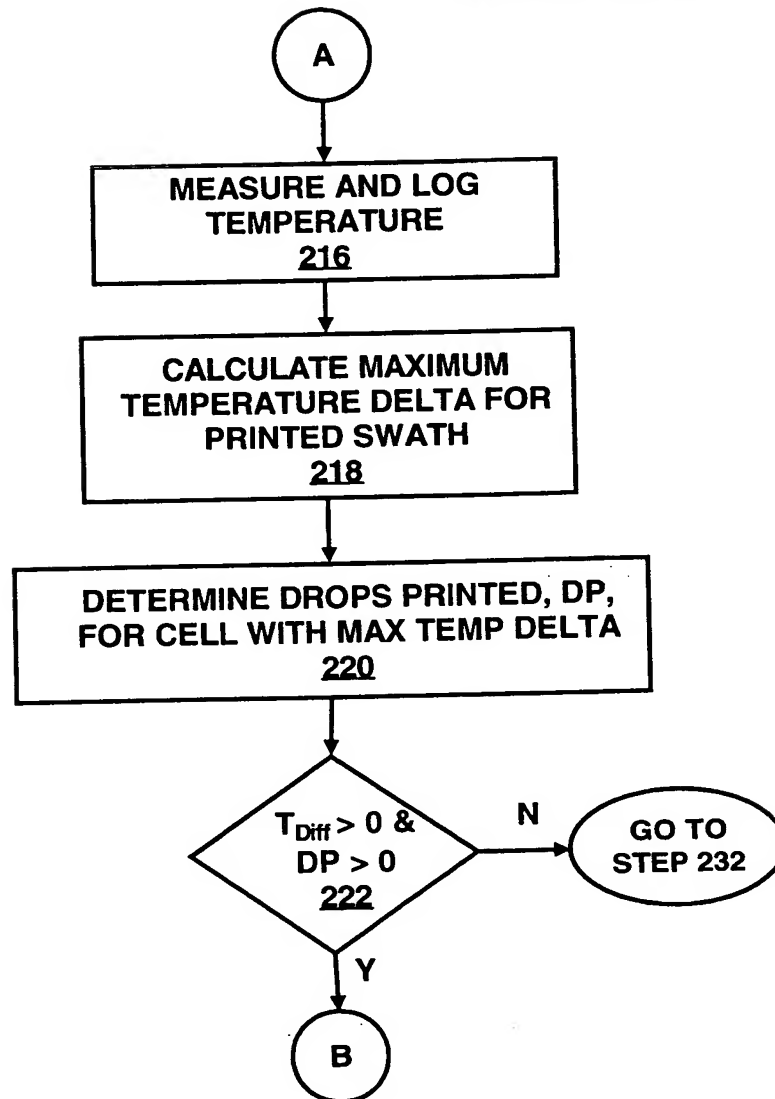 A
MEASURE AND LOG
TEMPERATURE
216
CALCULATE MAXIMUM
TEMPERATURE DELTA FOR
PRINTED SWATH
218
DETERMINE DROPS PRINTED, DP,
FOR CELL WITH MAX TEMP DELTA
220
T_Diff > 0 &
DP > 0
222
N
GO TO
STEP 232
Y
B